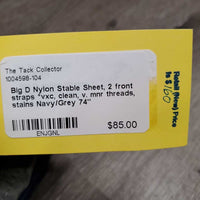 The Tack Collector
1004598-104
Big D Nylon Stable Sheet, 2 front
straps "vxc, clean, v. mnr threads,
stains Navy/Grey 74"
ENJGNL
$85.00
Retail (New) Price
is $160